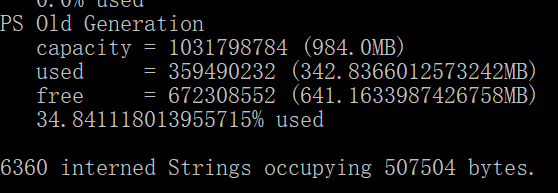 0.0% used
PS Old Generation
capacity = 1031798784 (984.0MB)
used = 359490232 (342.8366012573242MB)
free = 672308552 (641.1633987426758MB)
34.841118013955715% used
6360 interned Strings occupying 507504 bytes.